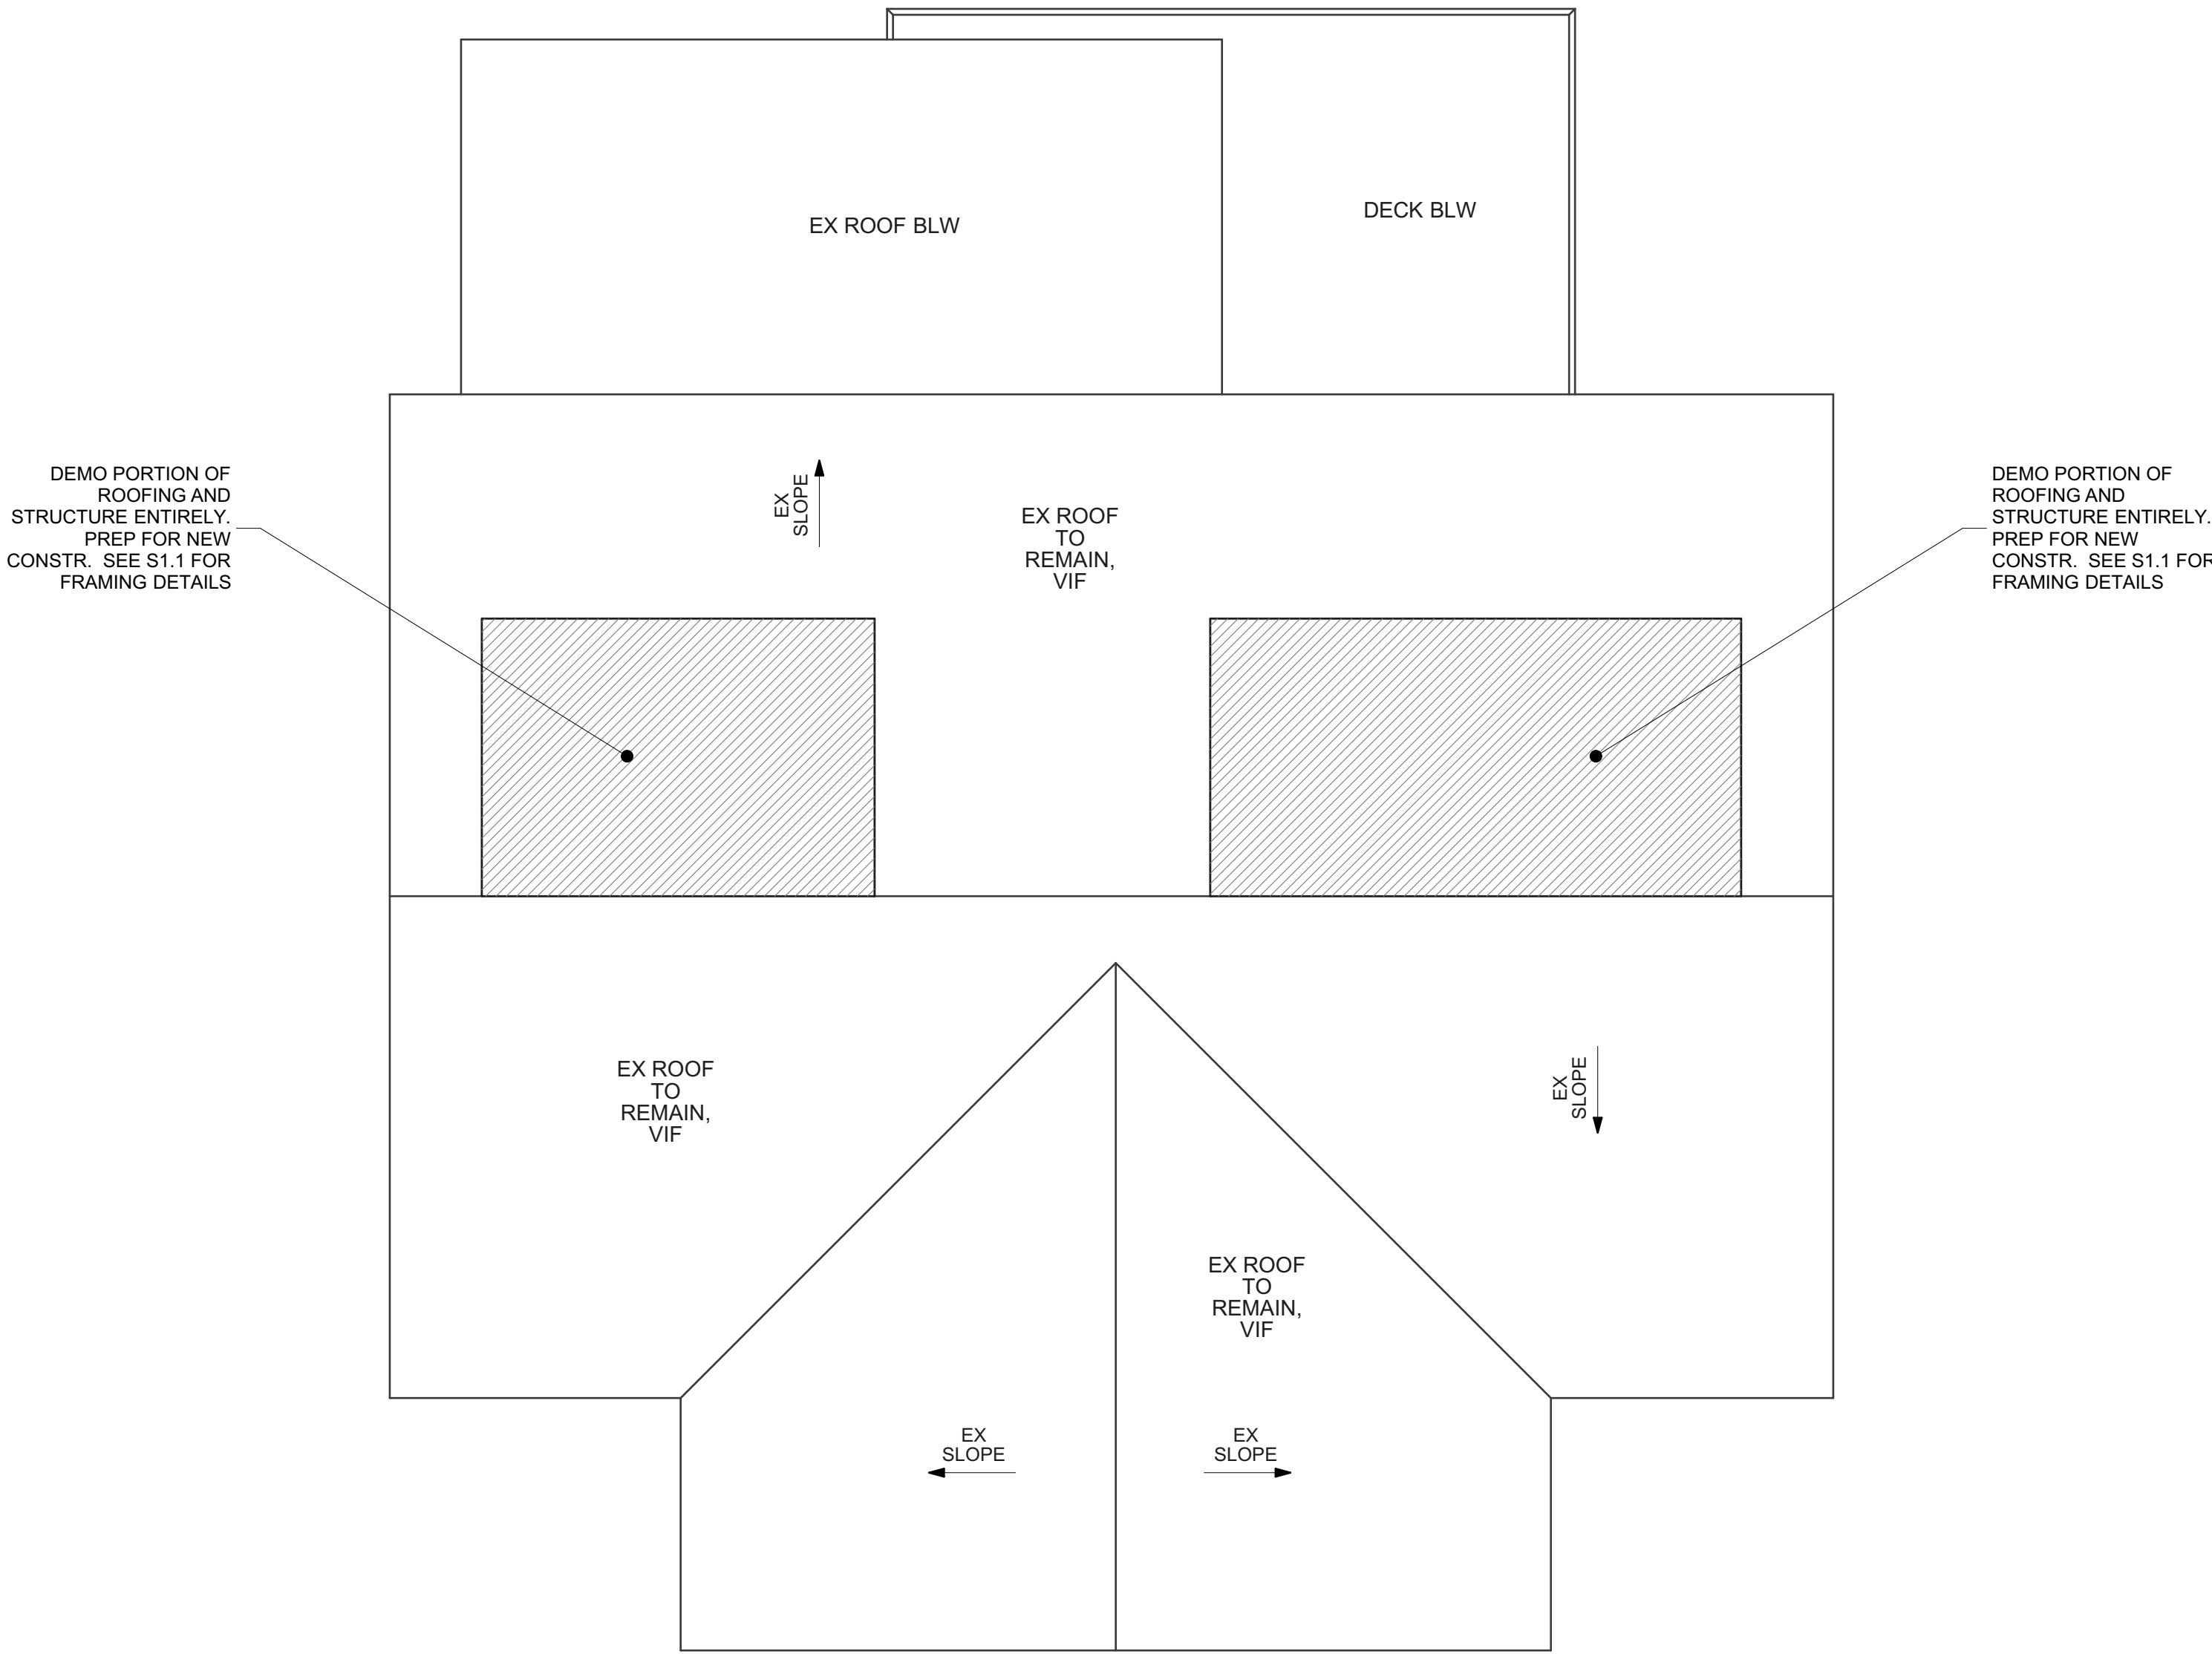 EX ROOF BLW
DECK BLW
DEMO PORTION OF
ROOFING AND
STRUCTURE ENTIRELY.
PREP FOR NEW
CONSTR.  SEE S1.1 FOR
FRAMING DETAILS
EX
SLOPE
EX ROOF
TO
REMAIN,
VIF
DEMO PORTION OF
ROOFING AND
STRUCTURE ENTIRELY.
PREP FOR NEW
CONSTR.  SEE S1.1 FOR
FRAMING DETAILS
EX ROOF
TO
REMAIN,
VIF
EX
SLOPE
EX ROOF
TO
REMAIN,
VIF
EX
SLOPE
EX
SLOPE